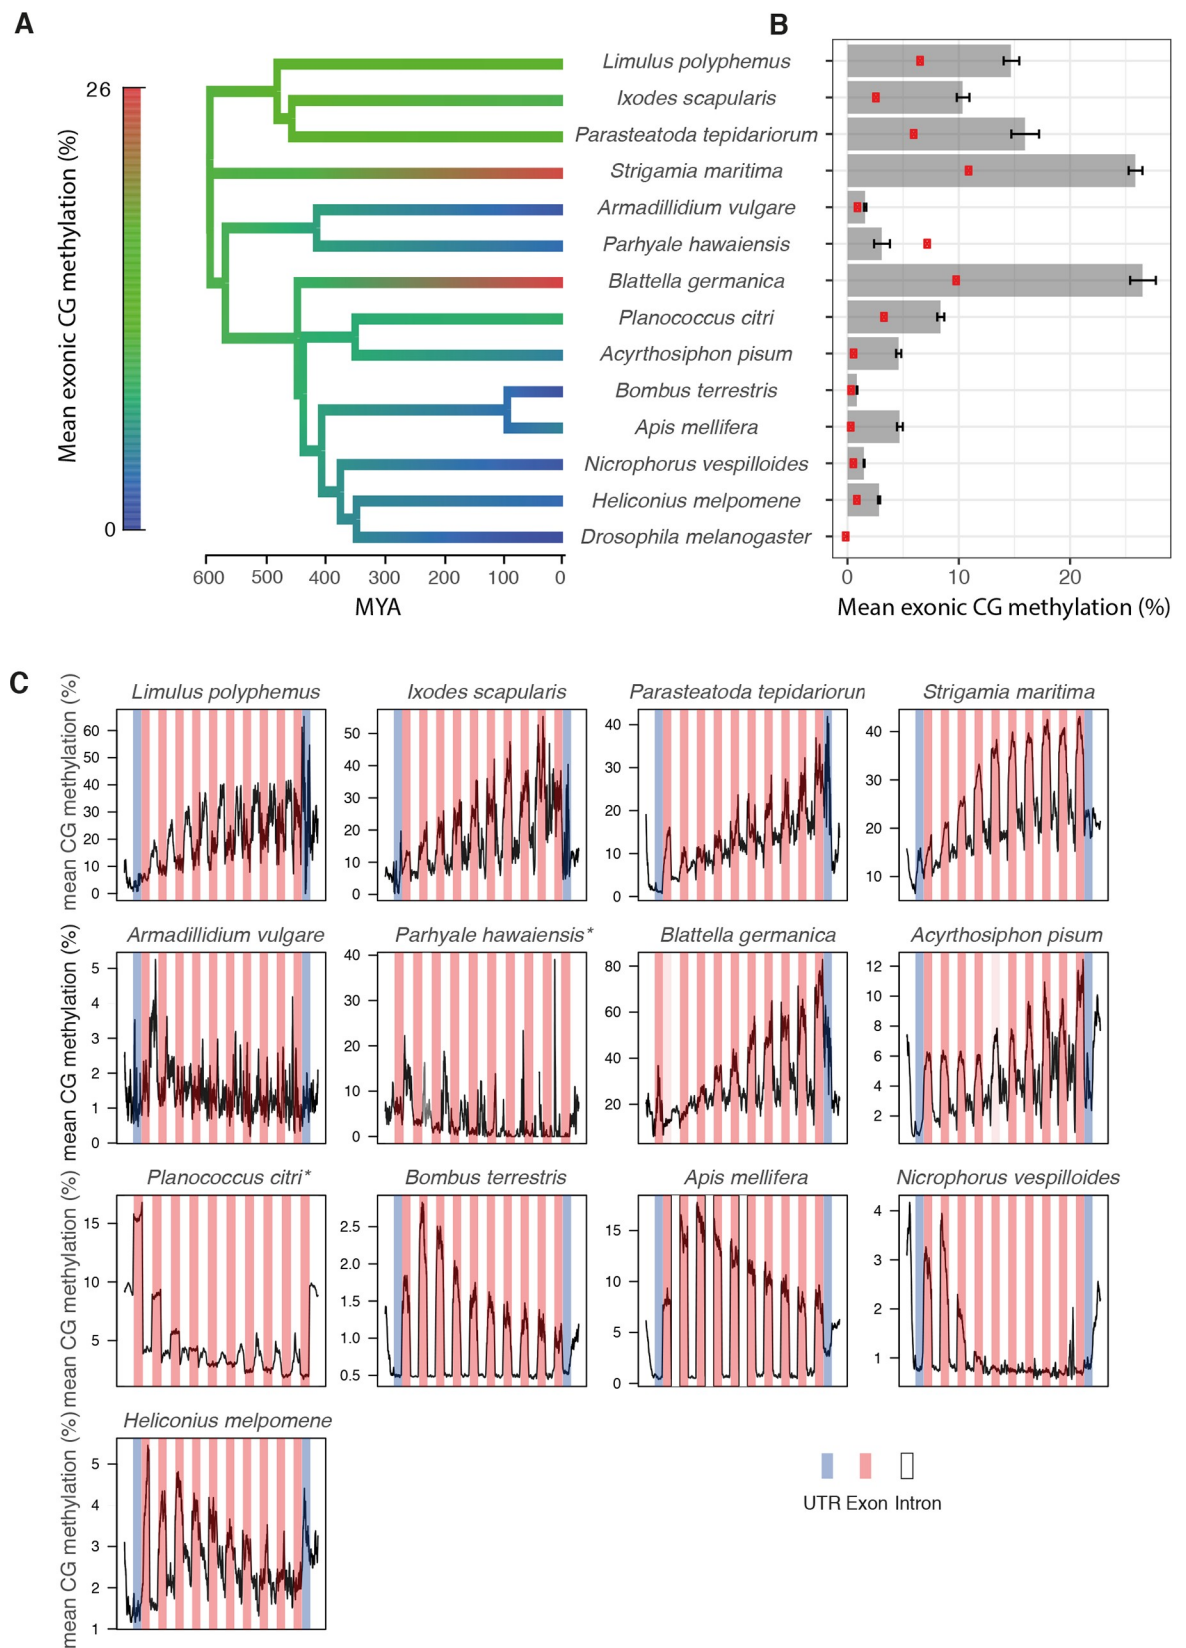 A
B
26
0
Mean exonic CG methylation (%)
600 500 400 300 200 100 0
MYA
Limulus polyphemus
Ixodes scapularis
Parasteatoda tepidariorum
Strigamia maritima
Armadillidium vulgare
Parhyale hawaiensis
Blattella germanica
Planococcus citri
Acyrthosiphon pisum
Bombus terrestris
Apis mellifera
Nicrophorus vespilloides
Heliconius melpomene
Drosophila melanogaster
0 10 20
Mean exonic CG methylation (%)
C
mean CG methylation (%)
Limulus polyphemus
60
50
40
30
20
10
0
Ixodes scapularis
50
40
30
20
10
0
Parasteatoda tepidariorun
40
30
20
10
0
Strigamia maritima
40
30
20
10
mean CG methylation (%)
Armadillidium vulgare
5
4
3
2
1
0
Parhyale hawaiensis*
40
30
20
10
0
Blattella germanica
80
60
40
20
Acyrthosiphon pisum
12
10
8
6
4
2
mean CG methylation (%)
Planococcus citri*
15
10
5
Bombus terrestris
2.5
2.0
1.5
1.0
0.5
Apis mellifera
15
10
5
0
Nicrophorus vespilloides
4
3
2
1
mean CG methylation (%)
Heliconius melpomene
5
4
3
2
1
UTR Exon Intron